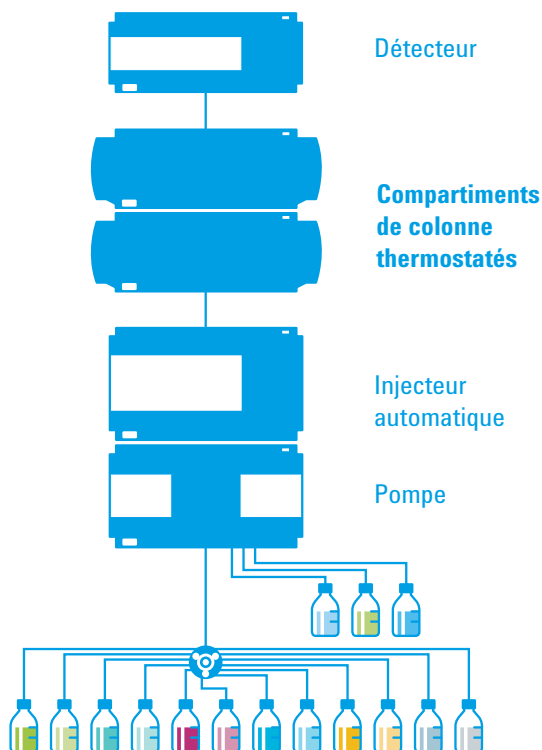 Détecteur
Compartiments
de colonne
thermostatés
Injecteur
automatique
Pompe